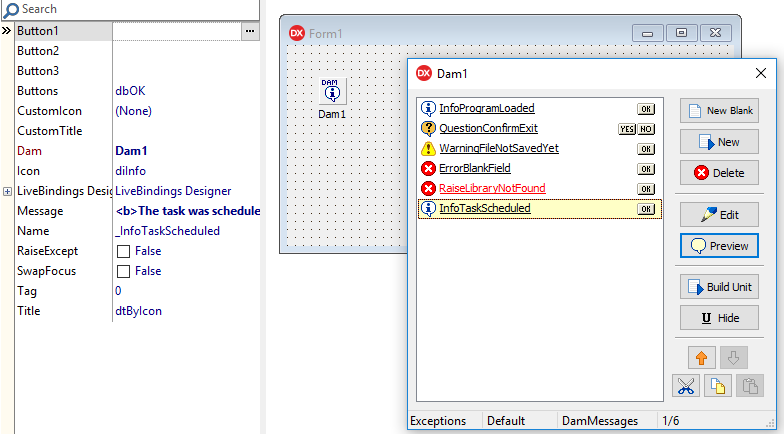 Search
Button1 ...
Button2
Button3
Buttons dbOK
CustomIcon (None)
CustomTitle
Dam Dam1
Icon diInfo
LiveBindings Desig LiveBindings Designer
Message <b>The task was schedule
Name _InfoTaskScheduled
RaiseExcept False
SwapFocus False
Tag 0
Title dtByIcon
DX Form1
DAM
Dam1
DX Dam1
InfoProgramLoaded OK
QuestionConfirmExit YES NO
WarningFileNotSavedYet OK
ErrorBlankField OK
RaiseLibraryNotFound OK
InfoTaskScheduled OK
New Blank
New
Delete
Edit
Preview
Build Unit
U Hide
Exceptions Default DamMessages 1/6